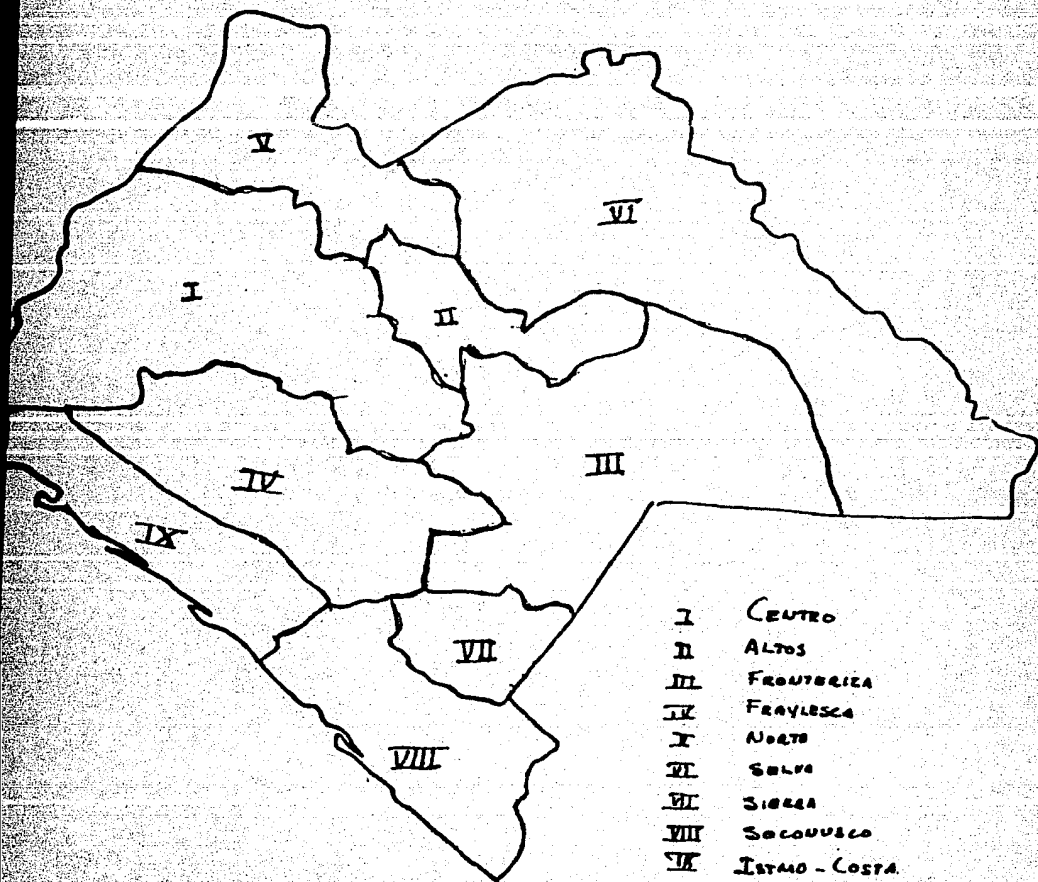 V
VI
I
II
III
IV
IX
VII
VIII
I CENTRO
II ALTOS
III FRONTERIZA
IV FRAYLESCA
V NORTE
VI SELVA
VII SIERRA
VIII SOCONUSCO
IX ISTMO - COSTA